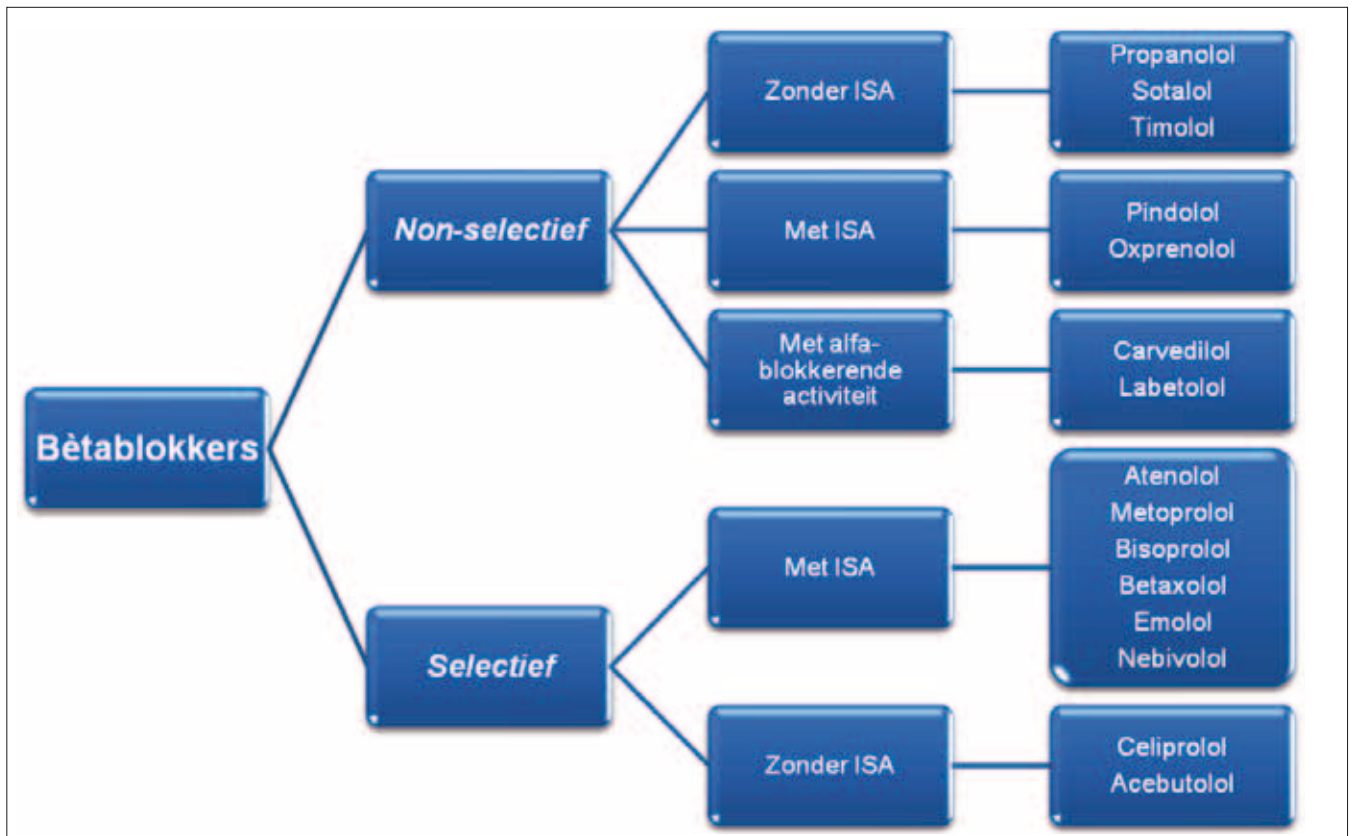 Bètablokkers
Non-selectief
Zonder ISA
Propanolol
Sotalol
Timolol
Met ISA
Pindolol
Oxprenolol
Met alfa-
blokkerende
activiteit
Carvedilol
Labetolol
Selectief
Met ISA
Atenolol
Metoprolol
Bisoprolol
Betaxolol
Emolol
Nebivolol
Zonder ISA
Celiprolol
Acebutolol